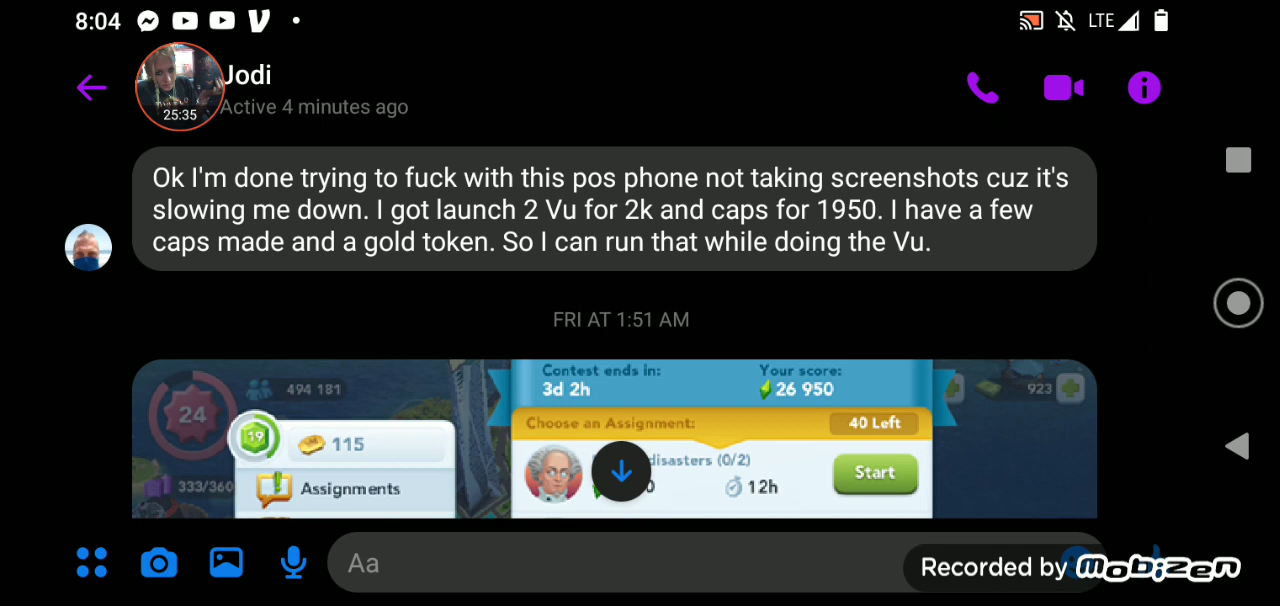 8:04
LTE
Jodi
25:35
Active 4 minutes ago
Ok I'm done trying to fuck with this pos phone not taking screenshots cuz it's
slowing me down. I got launch 2 Vu for 2k and caps for 1950. I have a few
caps made and a gold token. So I can run that while doing the Vu.
FRI AT 1:51 AM
Contest ends in:
3d 2h
Your score:
26 950
24
494 181
923
Choose an Assignment:
40 Left
19
115
disasters (0/2)
0
12h
Start
333/360
Assignments
Aa
Recorded by mobizen